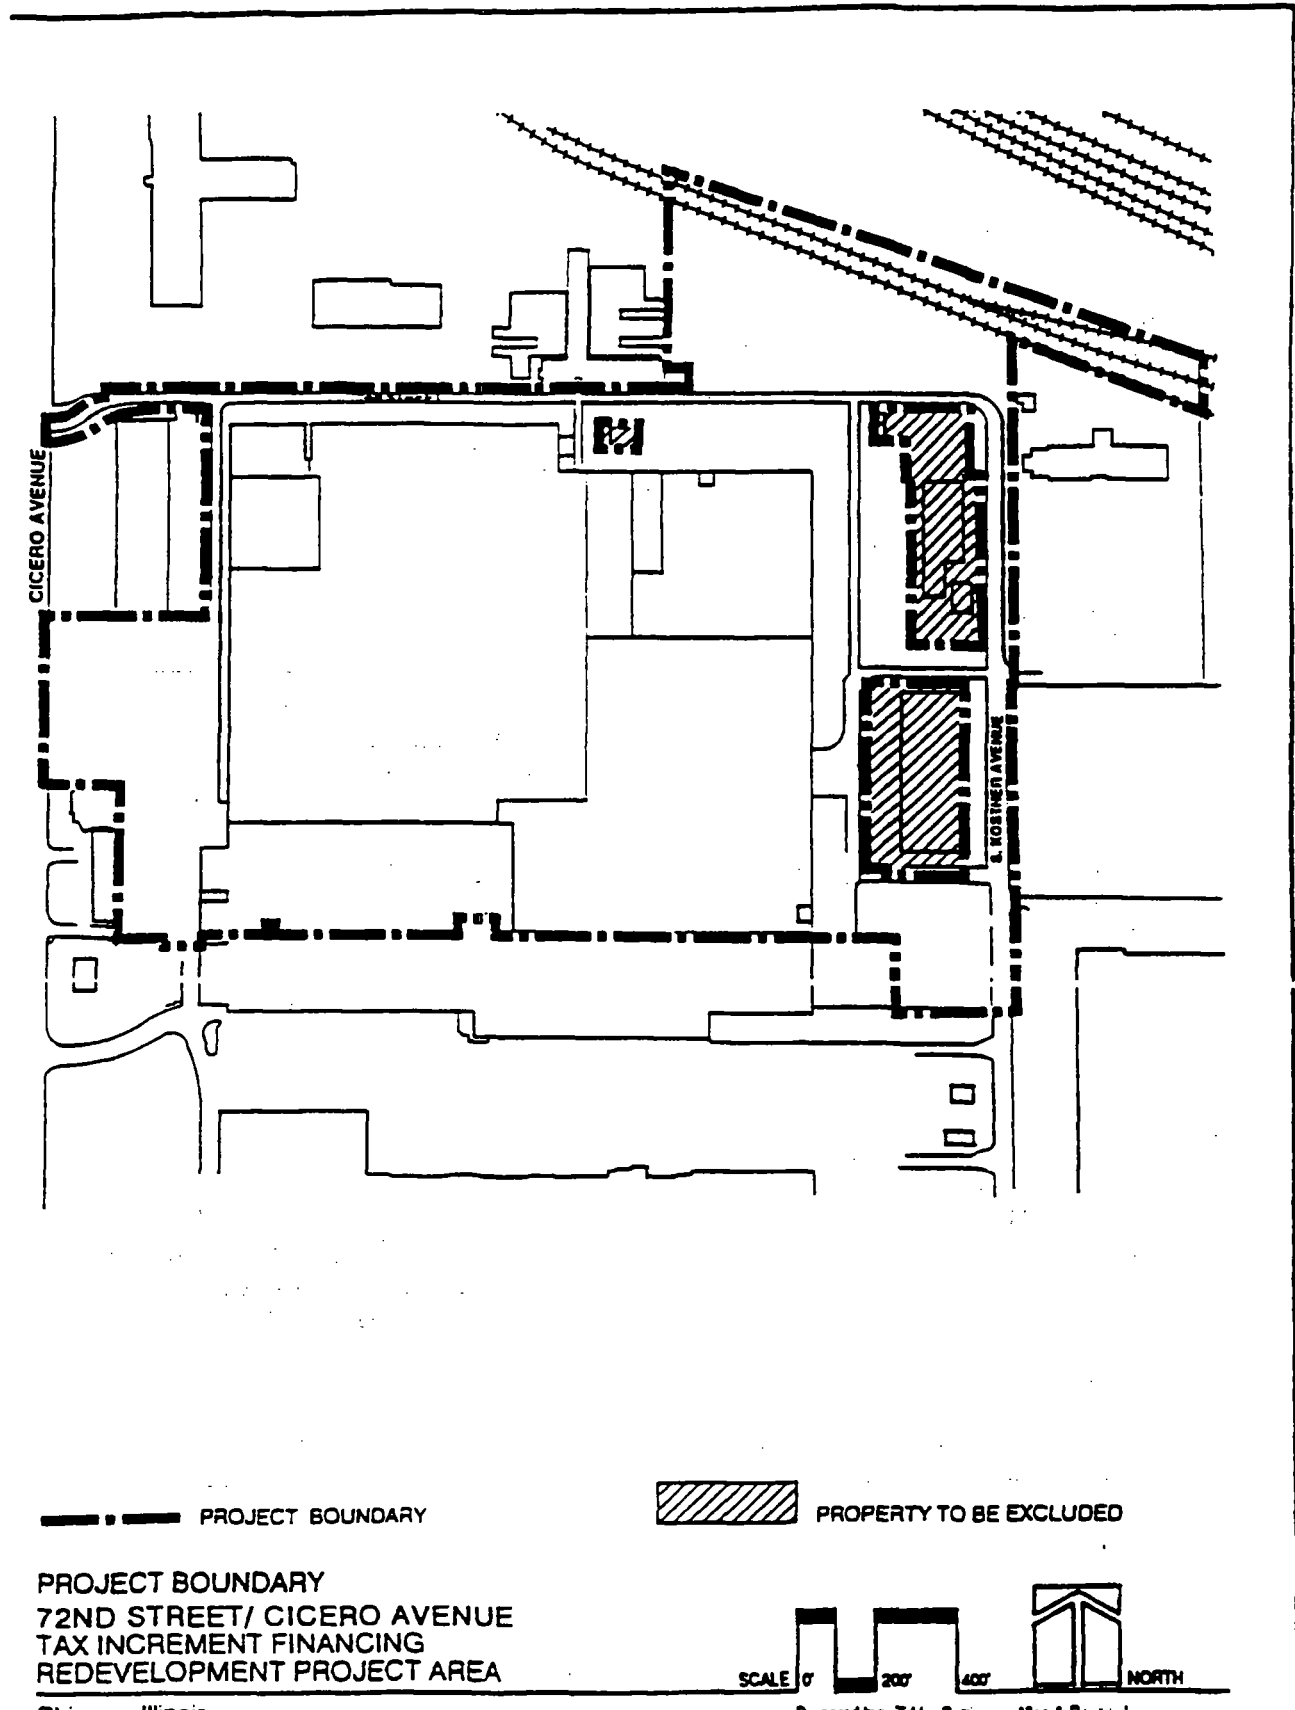 CICERO AVENUE
S. KOSTNER AVENUE
PROJECT BOUNDARY
PROPERTY TO BE EXCLUDED
PROJECT BOUNDARY
72ND STREET/ CICERO AVENUE
TAX INCREMENT FINANCING
REDEVELOPMENT PROJECT AREA
SCALE 0' 200' 400' NORTH